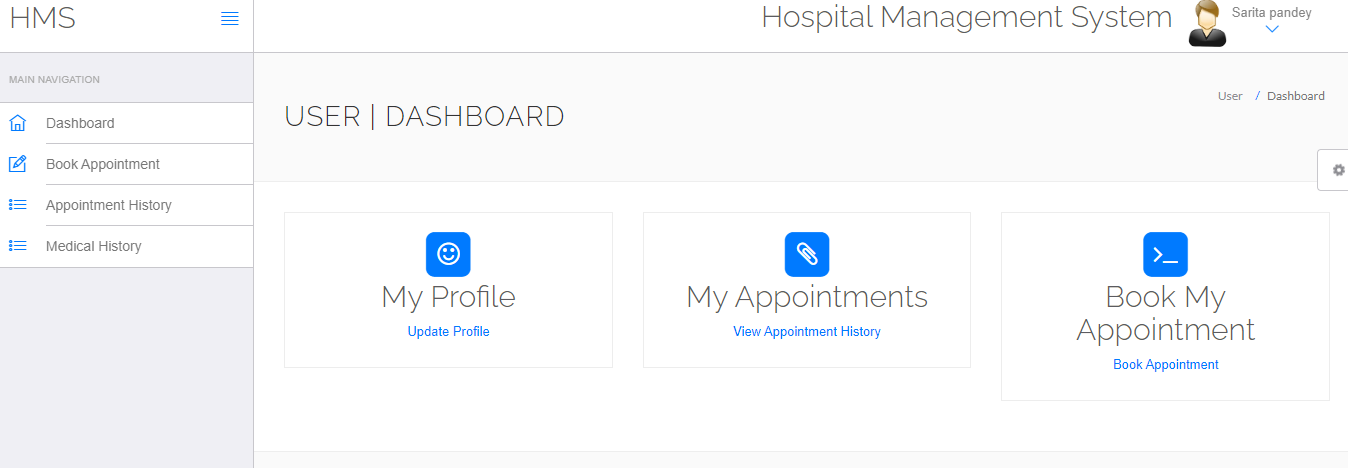 HMS
Hospital Management System
Sarita pandey
MAIN NAVIGATION
Dashboard
Book Appointment
Appointment History
Medical History
USER | DASHBOARD
User / Dashboard
My Profile
Update Profile
My Appointments
View Appointment History
Book My
Appointment
Book Appointment